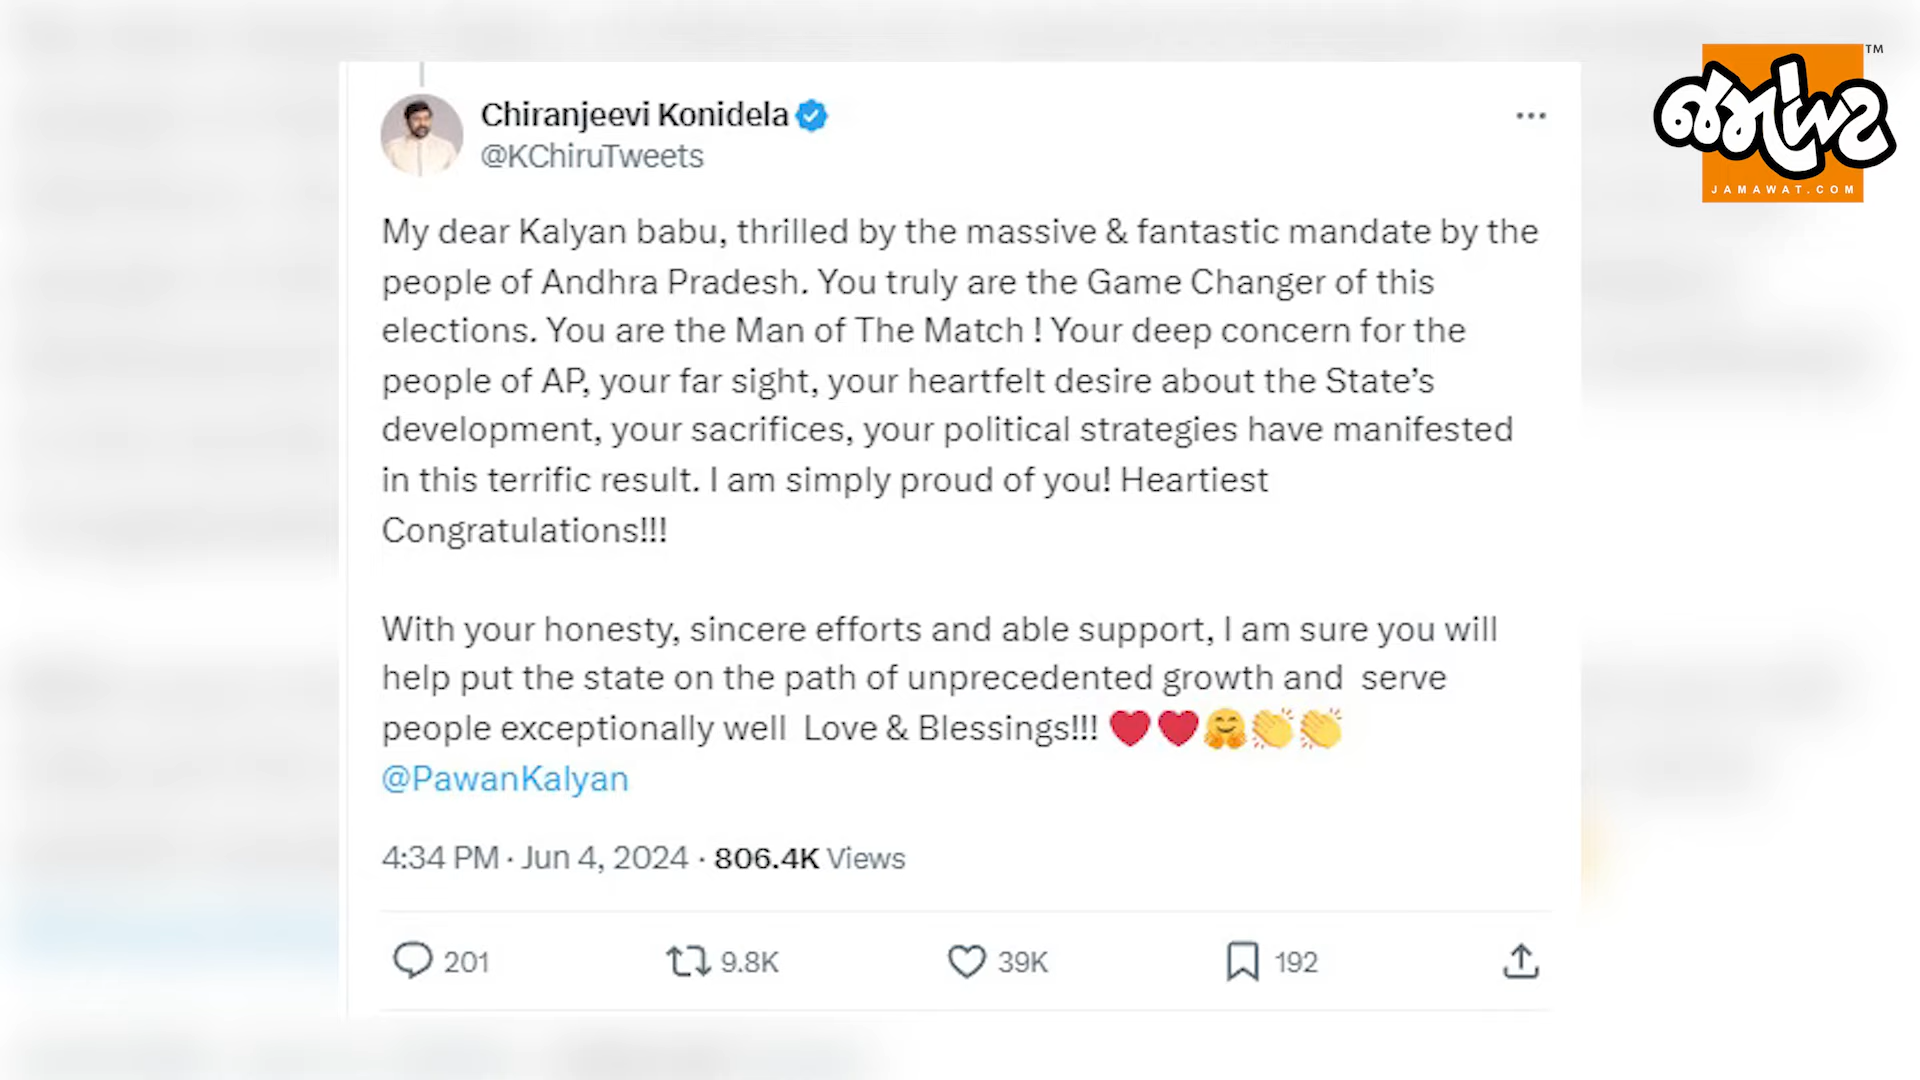 Chiranjeevi Konidela
@KChiruTweets
My dear Kalyan babu, thrilled by the massive & fantastic mandate by the
people of Andhra Pradesh. You truly are the Game Changer of this
elections. You are the Man of The Match ! Your deep concern for the
people of AP, your far sight, your heartfelt desire about the State’s
development, your sacrifices, your political strategies have manifested
in this terrific result. I am simply proud of you! Heartiest
Congratulations!!!
With your honesty, sincere efforts and able support, I am sure you will
help put the state on the path of unprecedented growth and  serve
people exceptionally well  Love & Blessings!!! ❤️❤️🤗👏👏
@PawanKalyan
4:34 PM · Jun 4, 2024 · 806.4K Views
201 9.8K 39K 192
જમાવટ
TM
JAMAWAT.COM